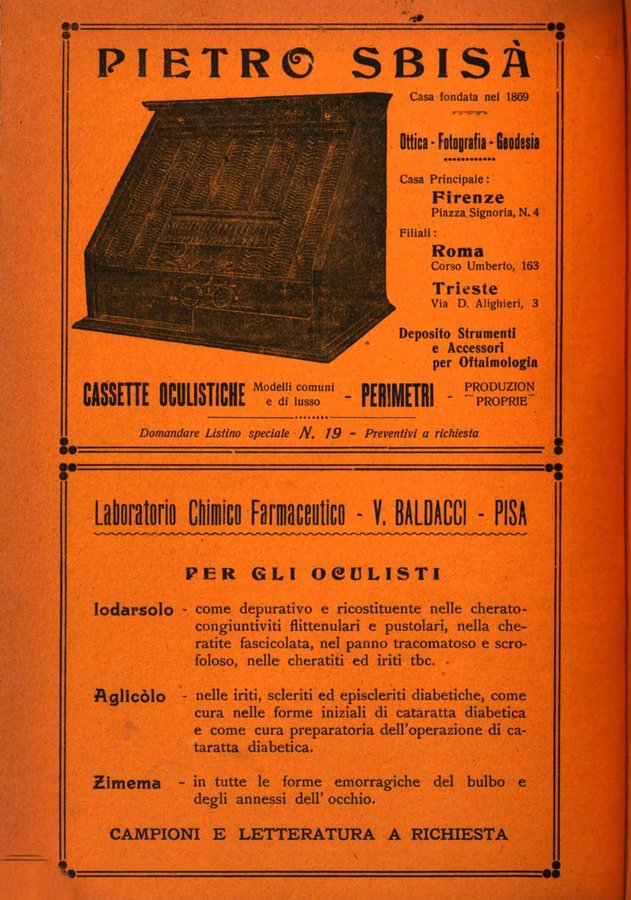 PIETRO SBISÀ
Casa fondata nel 1869
Ottica - Fotografia - Geodesia
Casa Principale:
Firenze
Piazza Signoria, N. 4
Filiali:
Roma
Corso Umberto, 163
Trieste
Via D. Alighieri, 3
Deposito Strumenti
e Accessori
per Oftalmologia
CASSETTE OCULISTICHE Modelli comuni e di lusso - PERIMETRI - PRODUZION PROPRIE
Domandare Listino speciale N. 19 - Preventivi a richiesta
Laboratorio Chimico Farmaceutico - V. BALDACCI - PISA
PER GLI OCULISTI
Iodarsolo - come depurativo e ricostituente nelle cherato-
congiuntiviti flittenulari e pustolari, nella che-
ratite fascicolata, nel panno tracomatoso e scro-
foloso, nelle cheratiti ed iriti tbc.
Aglicòlo - nelle iriti, scleriti ed episcleriti diabetiche, come
cura nelle forme iniziali di cataratta diabetica
e come cura preparatoria dell'operazione di ca-
taratta diabetica.
Zimema - in tutte le forme emorragiche del bulbo e
degli annessi dell' occhio.
CAMPIONI E LETTERATURA A RICHIESTA